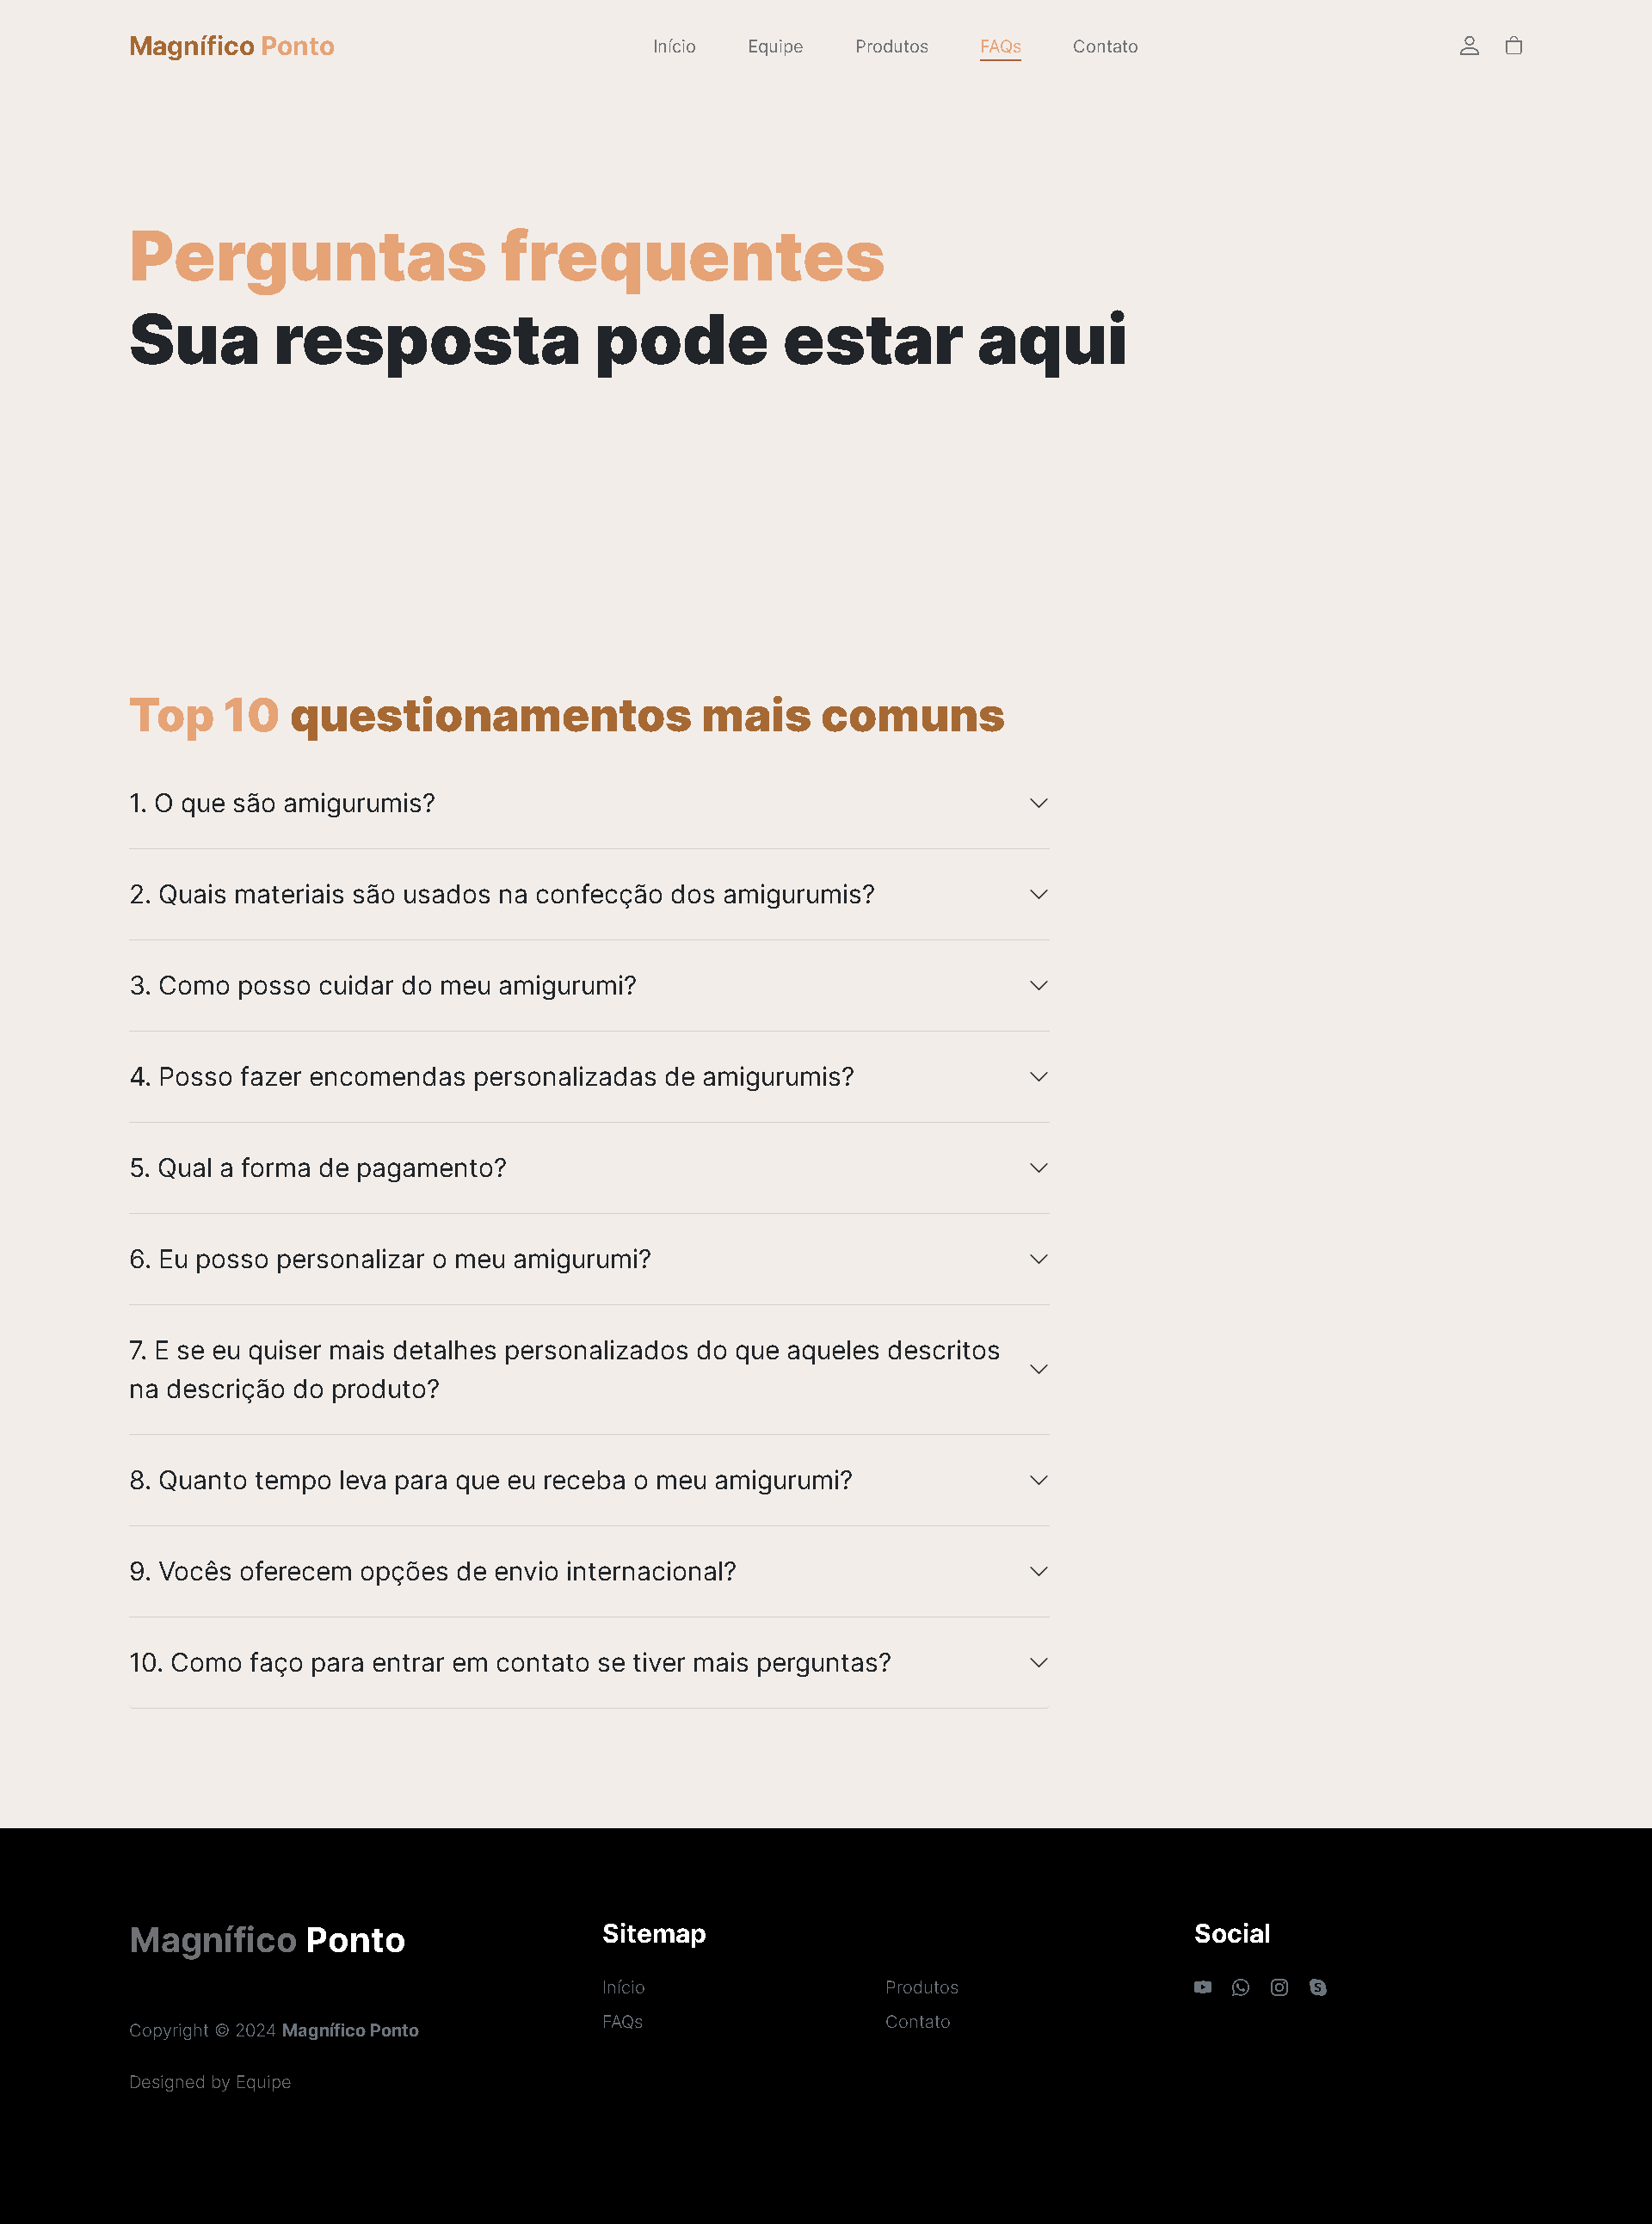 Magnífico Ponto
Início
Equipe
Produtos
FAQs
Contato
Perguntas frequentes
Sua resposta pode estar aqui
Top 10 questionamentos mais comuns
1. O que são amigurumis?
2. Quais materiais são usados na confecção dos amigurumis?
3. Como posso cuidar do meu amigurumi?
4. Posso fazer encomendas personalizadas de amigurumis?
5. Qual a forma de pagamento?
6. Eu posso personalizar o meu amigurumi?
7. E se eu quiser mais detalhes personalizados do que aqueles descritos
na descrição do produto?
8. Quanto tempo leva para que eu receba o meu amigurumi?
9. Vocês oferecem opções de envio internacional?
10. Como faço para entrar em contato se tiver mais perguntas?
Magnífico Ponto
Copyright © 2024 Magnífico Ponto
Designed by Equipe
Sitemap
Início
FAQs
Produtos
Contato
Social